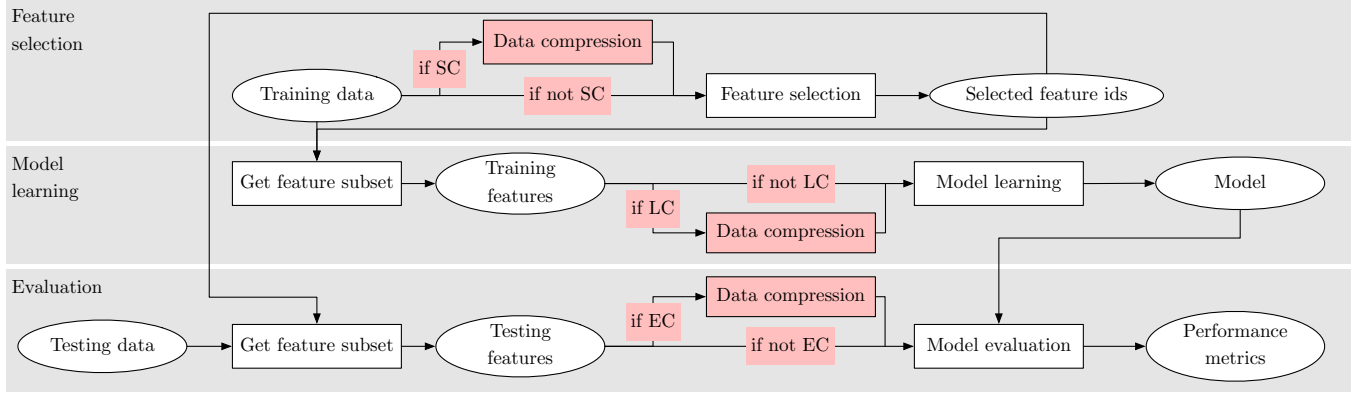 Feature
selection
Data compression
if SC
Training data
if not SC
Feature selection
Selected feature ids
Model
learning
Get feature subset
Training
features
if not LC
if LC
Data compression
Model learning
Model
Evaluation
Data compression
if EC
Testing data
Get feature subset
Testing
features
if not EC
Model evaluation
Performance
metrics